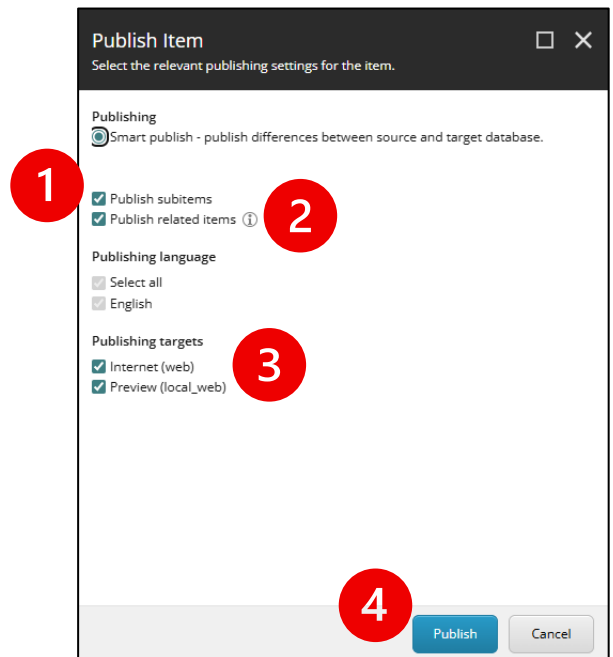 Publish Item
Select the relevant publishing settings for the item.
Publishing
Smart publish - publish differences between source and target database.
1
Publish subitems
Publish related items
2
Publishing language
Select all
English
Publishing targets
Internet (web)
3
Preview (local_web)
4
Publish
Cancel